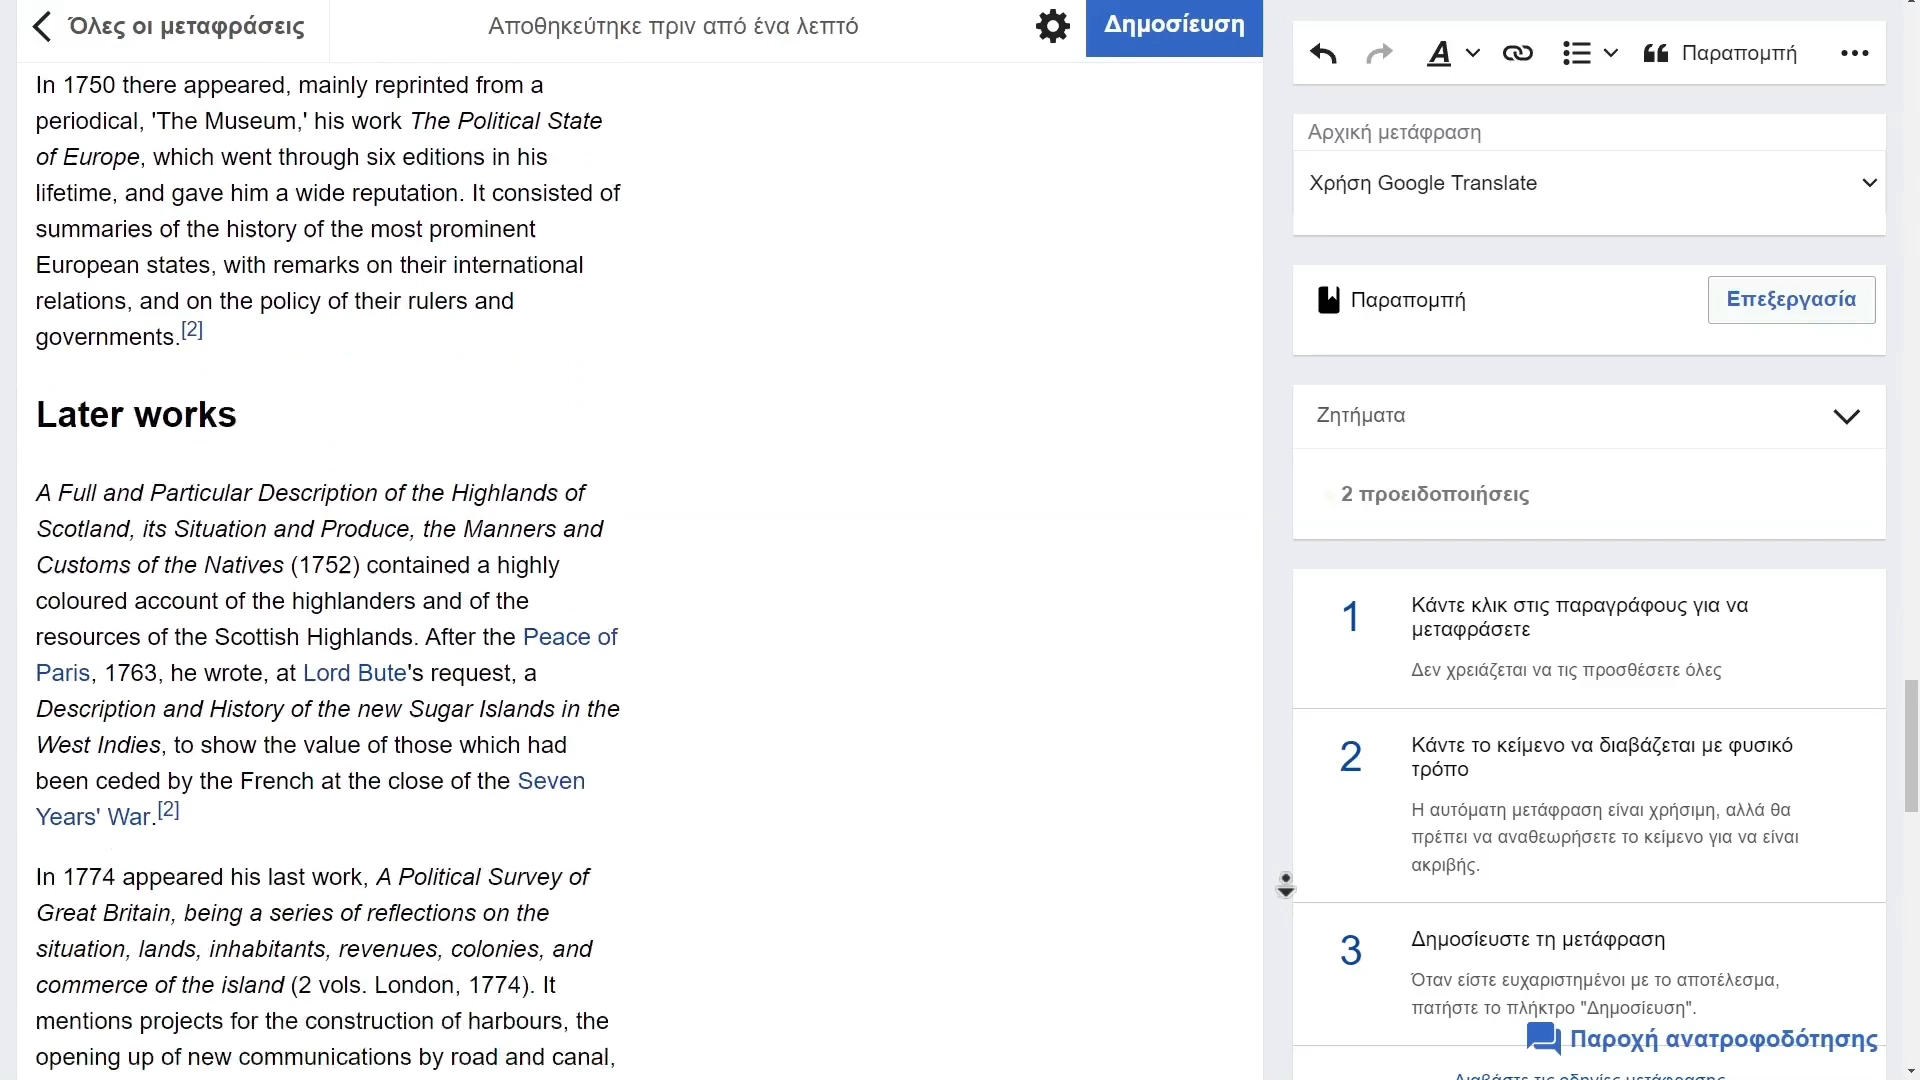 Όλες οι μεταφράσεις
Αποθηκεύτηκε πριν από ένα λεπτό
Δημοσίευση
In 1750 there appeared, mainly reprinted from a
periodical, 'The Museum,' his work The Political State
of Europe, which went through six editions in his
lifetime, and gave him a wide reputation. It consisted of
summaries of the history of the most prominent
European states, with remarks on their international
relations, and on the policy of their rulers and
governments.[2]
Later works
A Full and Particular Description of the Highlands of
Scotland, its Situation and Produce, the Manners and
Customs of the Natives (1752) contained a highly
coloured account of the highlanders and of the
resources of the Scottish Highlands. After the Peace of
Paris, 1763, he wrote, at Lord Bute's request, a
Description and History of the new Sugar Islands in the
West Indies, to show the value of those which had
been ceded by the French at the close of the Seven
Years' War.[2]
In 1774 appeared his last work, A Political Survey of
Great Britain, being a series of reflections on the
situation, lands, inhabitants, revenues, colonies, and
commerce of the island (2 vols. London, 1774). It
mentions projects for the construction of harbours, the
opening up of new communications by road and canal,
A
Παραπομπή
Αρχική μετάφραση
Χρήση Google Translate
Παραπομπή
Επεξεργασία
Ζητήματα
2 προειδοποιήσεις
1
Κάντε κλικ στις παραγράφους για να
μεταφράσετε
Δεν χρειάζεται να τις προσθέσετε όλες
2
Κάντε το κείμενο να διαβάζεται με φυσικό
τρόπο
Η αυτόματη μετάφραση είναι χρήσιμη, αλλά θα
πρέπει να αναθεωρήσετε το κείμενο για να είναι
ακριβής.
3
Δημοσίευστε τη μετάφραση
Όταν είστε ευχαριστημένοι με το αποτέλεσμα,
πατήστε το πλήκτρο "Δημοσίευση".
Παροχή ανατροφοδότησης
Διαβάστε τις οδηγίες μετάφρασης